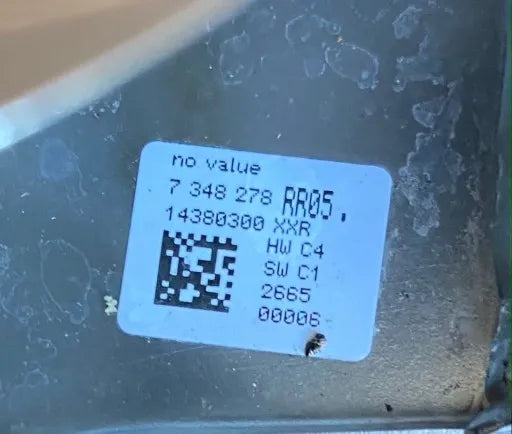 no value
7 348 278 RR05.
14380300 XXR
HW C4
SW C1
2665
00006